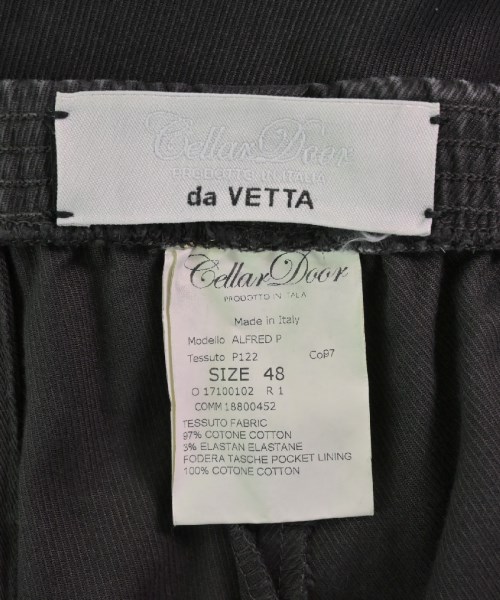 Cellar Door
PRODOTTO IN ITALIA
da VETTA
Cellar Door
PRODOTTO IN ITALA
Made in Italy
Modello ALFRED P
Tessuto P122 Col97
SIZE 48
O 17100102 R 1
COMM 18800452
TESSUTO FABRIC
97% COTONE COTTON
3% ELASTAN ELASTANE
FODERA TASCHE POCKET LINING
100% COTONE COTTON